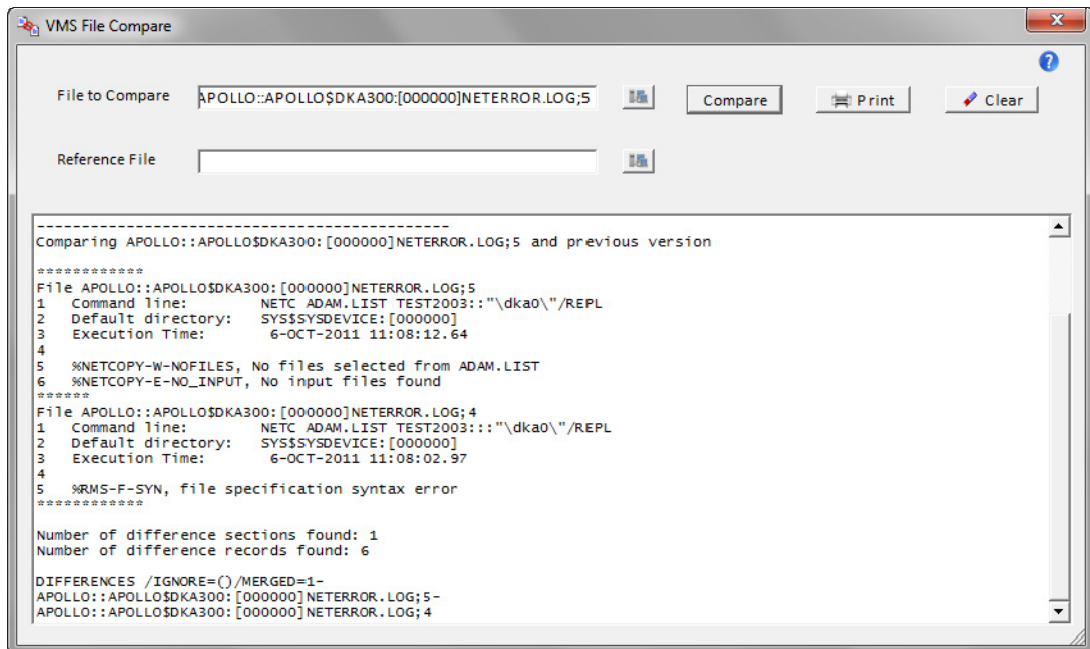 VMS File Compare
File to Compare APOLLO::APOLLO$DKA300:[000000]NETERROR.LOG;5 Compare Print Clear
Reference File
------------------------------------------------
Comparing APOLLO::APOLLO$DKA300:[000000]NETERROR.LOG;5 and previous version
************
File APOLLO::APOLLO$DKA300:[000000]NETERROR.LOG;5
1   Command line:        NETC ADAM.LIST TEST2003::"\dka0\"/REPL
2   Default directory:   SYS$SYSDEVICE:[000000]
3   Execution Time:       6-OCT-2011 11:08:12.64
4
5   %NETCOPY-W-NOFILES, No files selected from ADAM.LIST
6   %NETCOPY-E-NO_INPUT, No input files found
******
File APOLLO::APOLLO$DKA300:[000000]NETERROR.LOG;4
1   Command line:        NETC ADAM.LIST TEST2003:::"\dka0\"/REPL
2   Default directory:   SYS$SYSDEVICE:[000000]
3   Execution Time:       6-OCT-2011 11:08:02.97
4
5   %RMS-F-SYN, file specification syntax error
************
Number of difference sections found: 1
Number of difference records found: 6
DIFFERENCES /IGNORE=()/MERGED=1-
APOLLO::APOLLO$DKA300:[000000]NETERROR.LOG;5-
APOLLO::APOLLO$DKA300:[000000]NETERROR.LOG;4